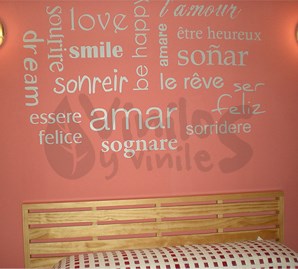 l'amour
love
sourire
dream
smile
be happy
amare
être heureux
soñar
sonreir
le rêve
ser
feliz
essere
felice
amar
sorridere
sognare
Vinilos
y vinilos